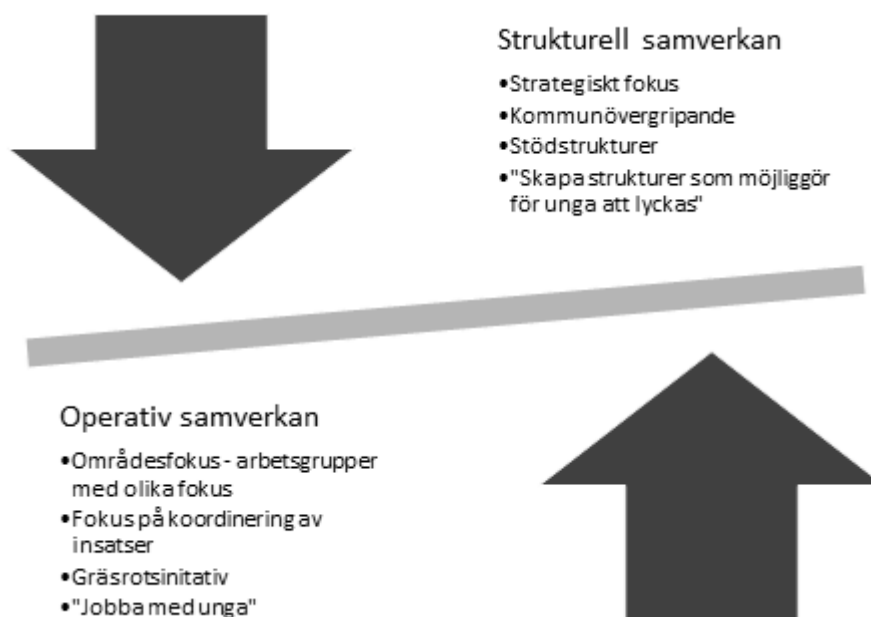 Strukturell samverkan
•Strategiskt fokus
•Kommunövergripande
•Stödstrukturer
•"Skapa strukturer som möjliggör
för unga att lyckas"
Operativ samverkan
•Områdesfokus - arbetsgrupper
med olika fokus
•Fokus på koordinering av
insatser
•Gräsrotsinitativ
•"Jobba med unga"